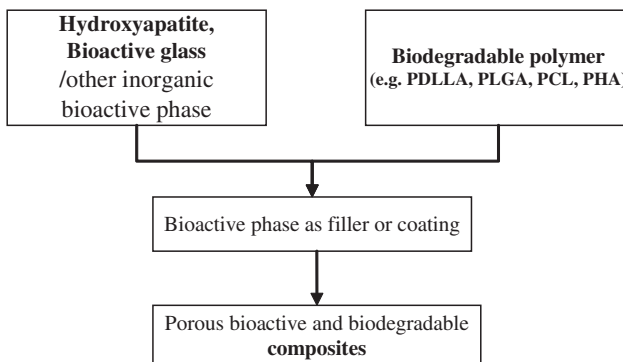 Hydroxyapatite,
Bioactive glass
/other inorganic
bioactive phase
Biodegradable polymer
(e.g. PDLLA, PLGA, PCL, PHA)
Bioactive phase as filler or coating
Porous bioactive and biodegradable
composites